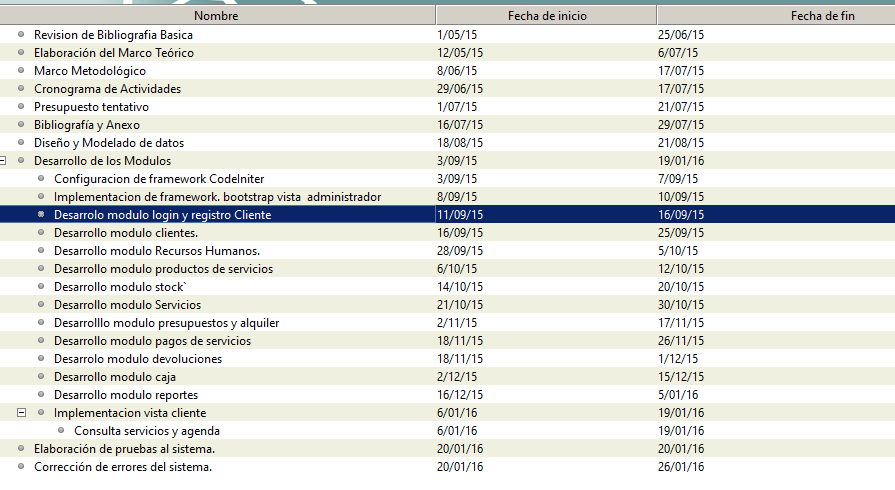 Nombre Fecha de inicio Fecha de fin
Revision de Bibliografia Basica 1/05/15 25/06/15
Elaboración del Marco Teórico 12/05/15 6/07/15
Marco Metodológico 8/06/15 17/07/15
Cronograma de Actividades 29/06/15 17/07/15
Presupuesto tentativo 1/07/15 21/07/15
Bibliografía y Anexo 16/07/15 29/07/15
Diseño y Modelado de datos 18/08/15 21/08/15
Desarrollo de los Modulos 3/09/15 19/01/16
Configuracion de framework CodeIniter 3/09/15 7/09/15
Implementacion de framework. bootstrap vista administrador 8/09/15 10/09/15
Desarrolo modulo login y registro Cliente 11/09/15 16/09/15
Desarrollo modulo clientes. 16/09/15 25/09/15
Desarrollo modulo Recursos Humanos. 28/09/15 5/10/15
Desarrollo modulo productos de servicios 6/10/15 12/10/15
Desarrollo modulo stock` 14/10/15 20/10/15
Desarrollo modulo Servicios 21/10/15 30/10/15
Desarrolllo modulo presupuestos y alquiler 2/11/15 17/11/15
Desarrollo modulo pagos de servicios 18/11/15 26/11/15
Desarrolo modulo devoluciones 18/11/15 1/12/15
Desarrollo modulo caja 2/12/15 15/12/15
Desarrollo modulo reportes 16/12/15 5/01/16
Implementacion vista cliente 6/01/16 19/01/16
Consulta servicios y agenda 6/01/16 19/01/16
Elaboración de pruebas al sistema. 20/01/16 20/01/16
Corrección de errores del sistema. 20/01/16 26/01/16